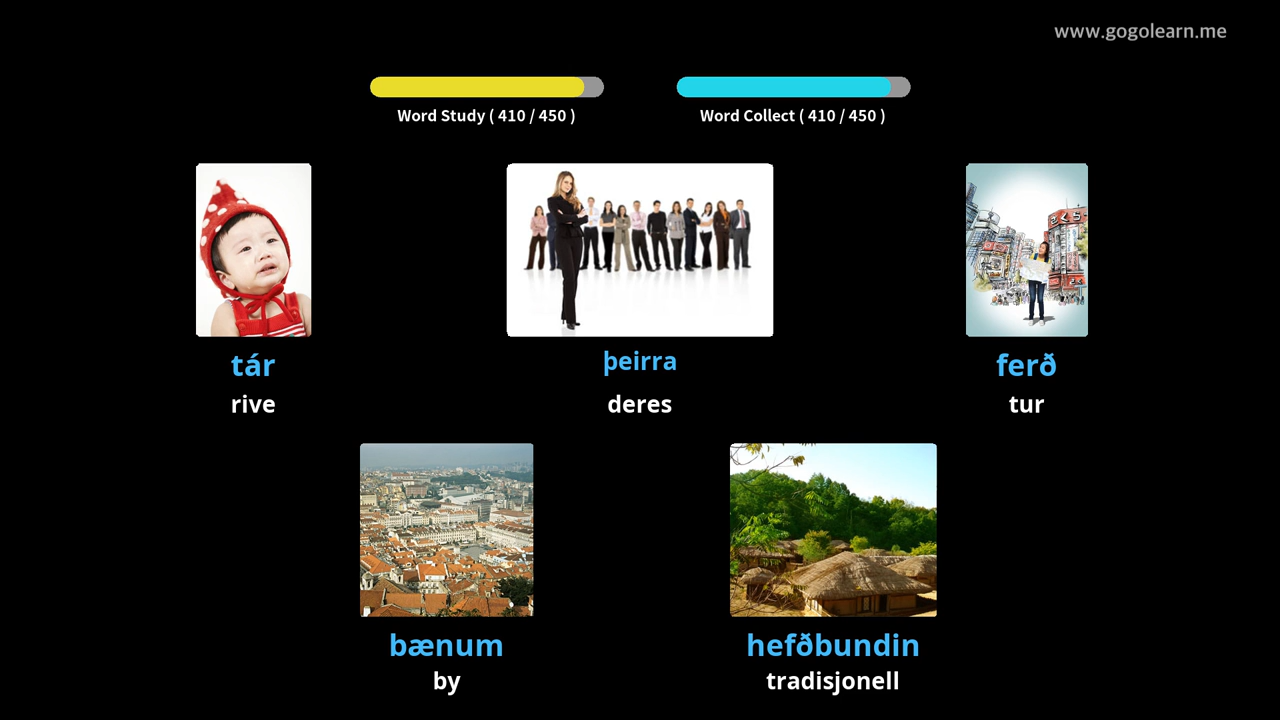 www.gogolearn.me
Word Study ( 410 / 450 )
Word Collect ( 410 / 450 )
tár
rive
þeirra
deres
ferð
tur
bænum
by
hefðbundin
tradisjonell